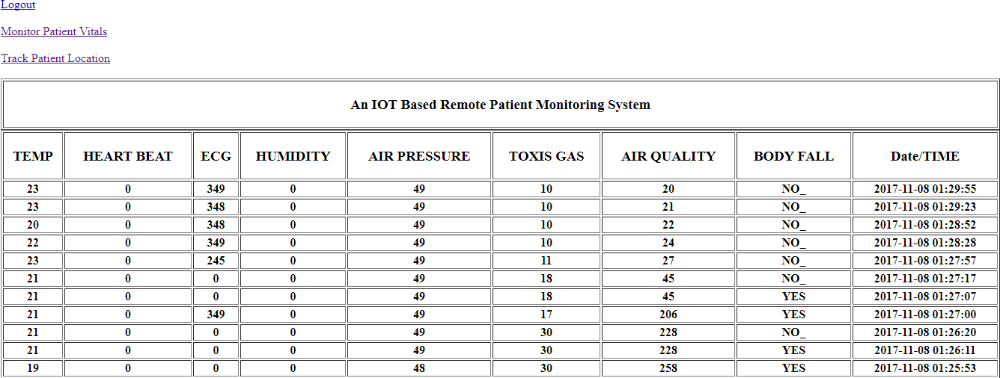 Logout
Monitor Patient Vitals
Track Patient Location
An IOT Based Remote Patient Monitoring System
TEMP HEART BEAT ECG HUMIDITY AIR PRESSURE TOXIS GAS AIR QUALITY BODY FALL Date/TIME
23 0 349 0 49 10 20 NO_ 2017-11-08 01:29:55
23 0 348 0 49 10 21 NO_ 2017-11-08 01:29:23
20 0 348 0 49 10 22 NO_ 2017-11-08 01:28:52
22 0 349 0 49 10 24 NO_ 2017-11-08 01:28:28
23 0 245 0 49 11 27 NO_ 2017-11-08 01:27:57
21 0 0 0 49 18 45 NO_ 2017-11-08 01:27:17
21 0 0 0 49 18 45 YES 2017-11-08 01:27:07
21 0 349 0 49 17 206 YES 2017-11-08 01:27:00
21 0 0 0 49 30 228 NO_ 2017-11-08 01:26:20
21 0 0 0 49 30 228 YES 2017-11-08 01:26:11
19 0 0 0 48 30 258 YES 2017-11-08 01:25:53